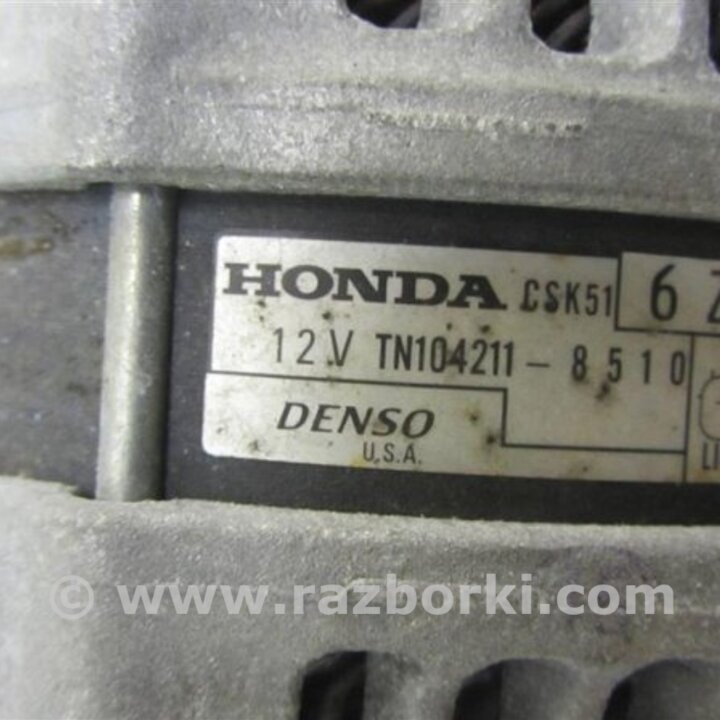 HONDA CSK51 6
12V TN104211-8510
DENSO
U.S.A.
© www.razborki.com